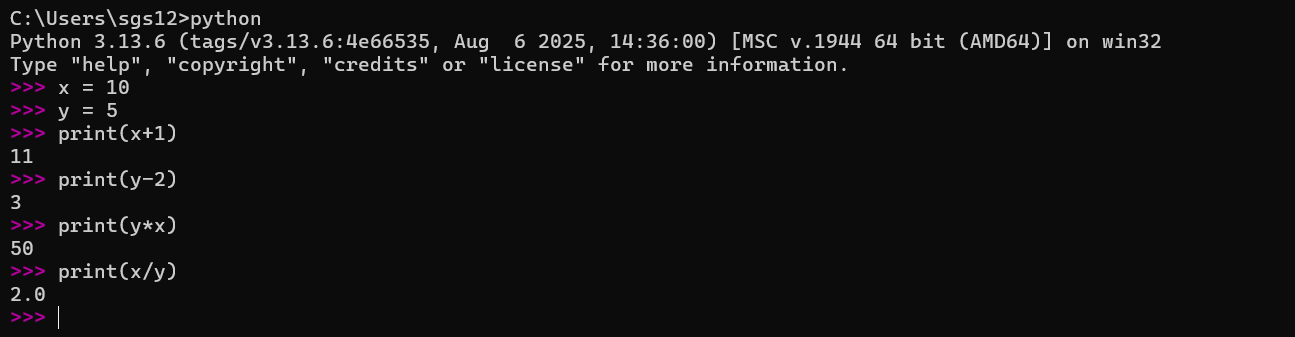 C:\Users\sgs12>python
Python 3.13.6 (tags/v3.13.6:4e66535, Aug  6 2025, 14:36:00) [MSC v.1944 64 bit (AMD64)] on win32
Type "help", "copyright", "credits" or "license" for more information.
>>> x = 10
>>> y = 5
>>> print(x+1)
11
>>> print(y-2)
3
>>> print(y*x)
50
>>> print(x/y)
2.0
>>>